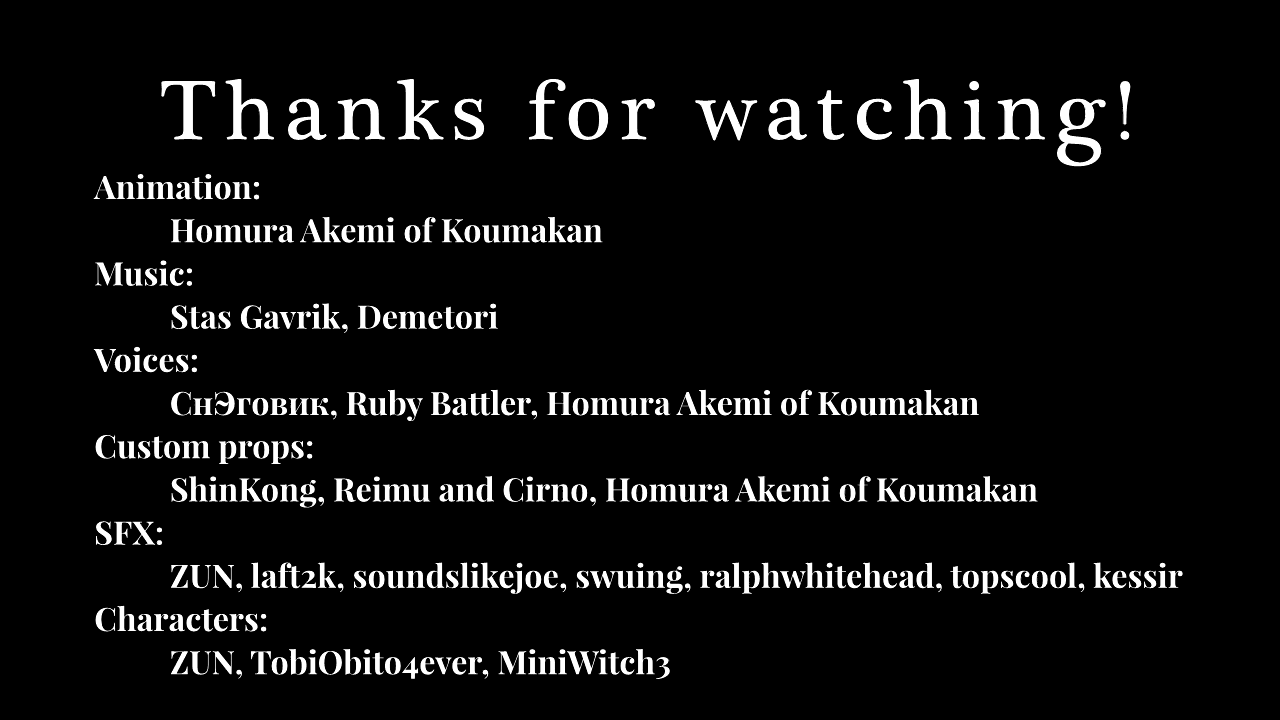 Thanks for watching!
Animation:
Homura Akemi of Koumakan
Music:
Stas Gavrik, Demetori
Voices:
СнЭговик, Ruby Battler, Homura Akemi of Koumakan
Custom props:
ShinKong, Reimu and Cirno, Homura Akemi of Koumakan
SFX:
ZUN, laft2k, soundslikejoe, swuing, ralphwhitehead, topscool, kessir
Characters:
ZUN, TobiObito4ever, MiniWitch3